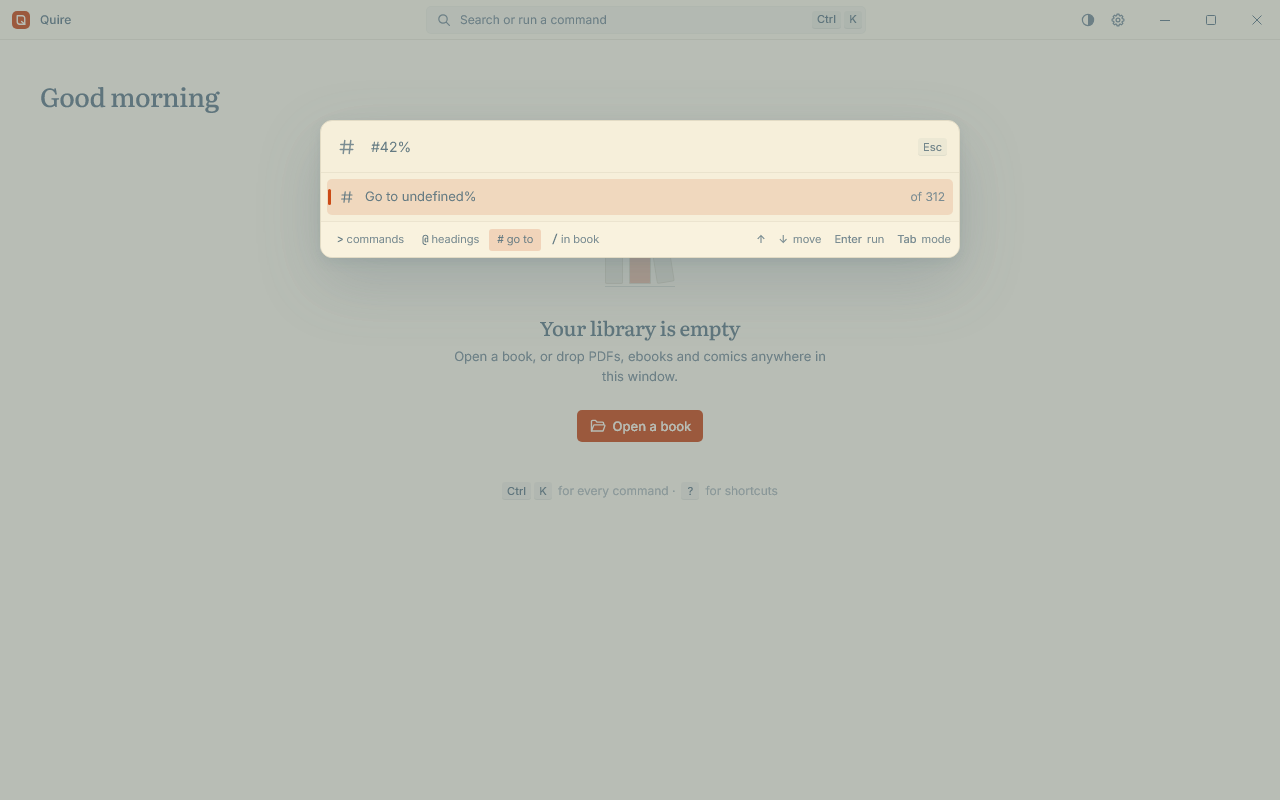 Quire
Search or run a command Ctrl K
Good morning
#42% Esc
# Go to undefined% of 312
> commands @ headings # go to / in book ↑ ↓ move Enter run Tab mode
Your library is empty
Open a book, or drop PDFs, ebooks and comics anywhere in
this window.
Open a book
Ctrl K for every command · ? for shortcuts